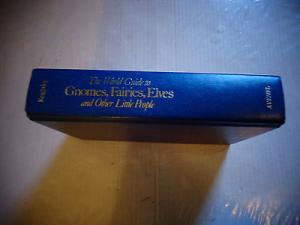 Keightley
The World Guide to
Gnomes, Fairies, Elves
and Other Little People
AVENEL